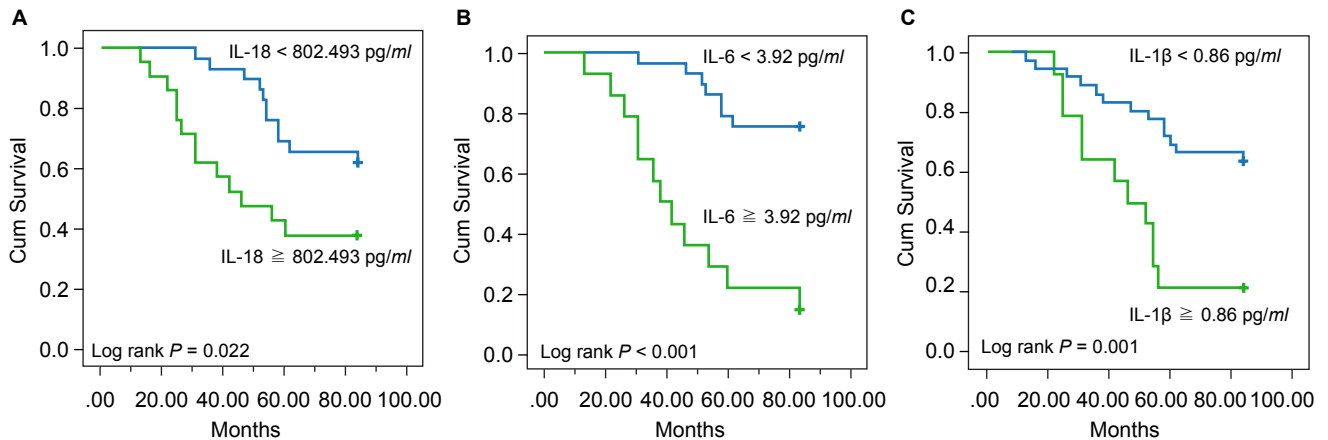 A
IL-18 < 802.493 pg/ml
1.0
0.8
0.6
0.4
0.2
0.0
Cum Survival
IL-18 ≧ 802.493 pg/ml
Log rank P = 0.022
.00 20.00 40.00 60.00 80.00 100.00
Months
B
IL-6 < 3.92 pg/ml
1.0
0.8
0.6
0.4
0.2
0.0
Cum Survival
IL-6 ≧ 3.92 pg/ml
Log rank P < 0.001
.00 20.00 40.00 60.00 80.00 100.00
Months
C
IL-1β < 0.86 pg/ml
1.0
0.8
0.6
0.4
0.2
0.0
Cum Survival
IL-1β ≧ 0.86 pg/ml
Log rank P = 0.001
.00 20.00 40.00 60.00 80.00 100.00
Months